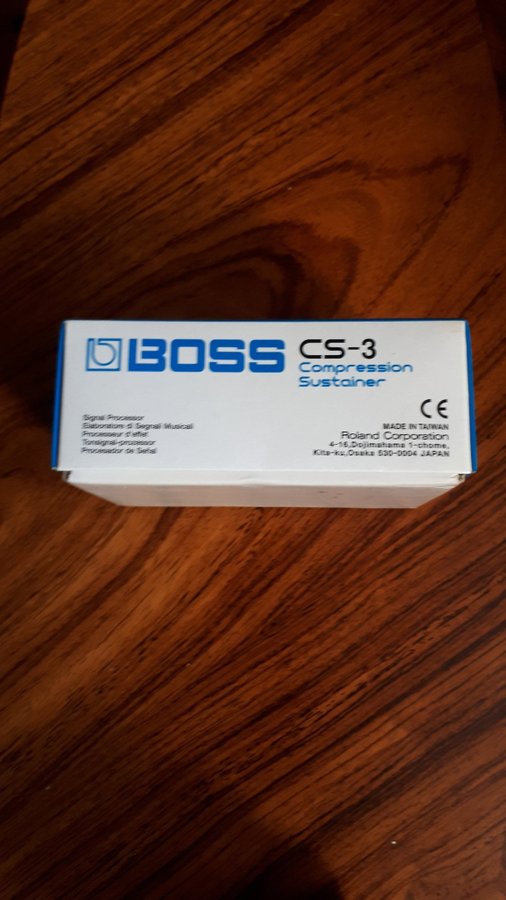 BOSS CS-3
Compression
Sustainer
Signal Processor
Elaboratore di Segnali Musicali
Processeur d'effet
Tonsignal-prozessor
Procesador de Señal
CE
MADE IN TAIWAN
Roland Corporation
4-16,Dojimahama 1-chome,
Kita-ku,Osaka 530-0004 JAPAN